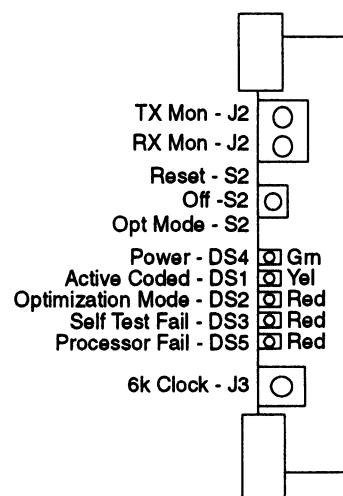 TX Mon - J2
RX Mon - J2
Reset - S2
Off -S2
Opt Mode - S2
Power - DS4 Grn
Active Coded - DS1 Yel
Optimization Mode - DS2 Red
Self Test Fail - DS3 Red
Processor Fail - DS5 Red
6k Clock - J3